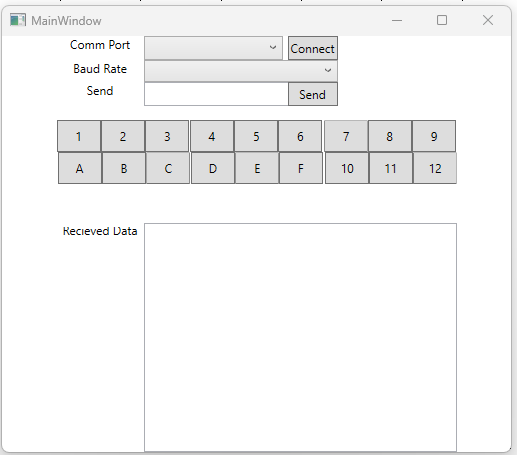 MainWindow
Comm Port Connect
Baud Rate
Send Send
1 2 3 4 5 6 7 8 9
A B C D E F 10 11 12
Recieved Data